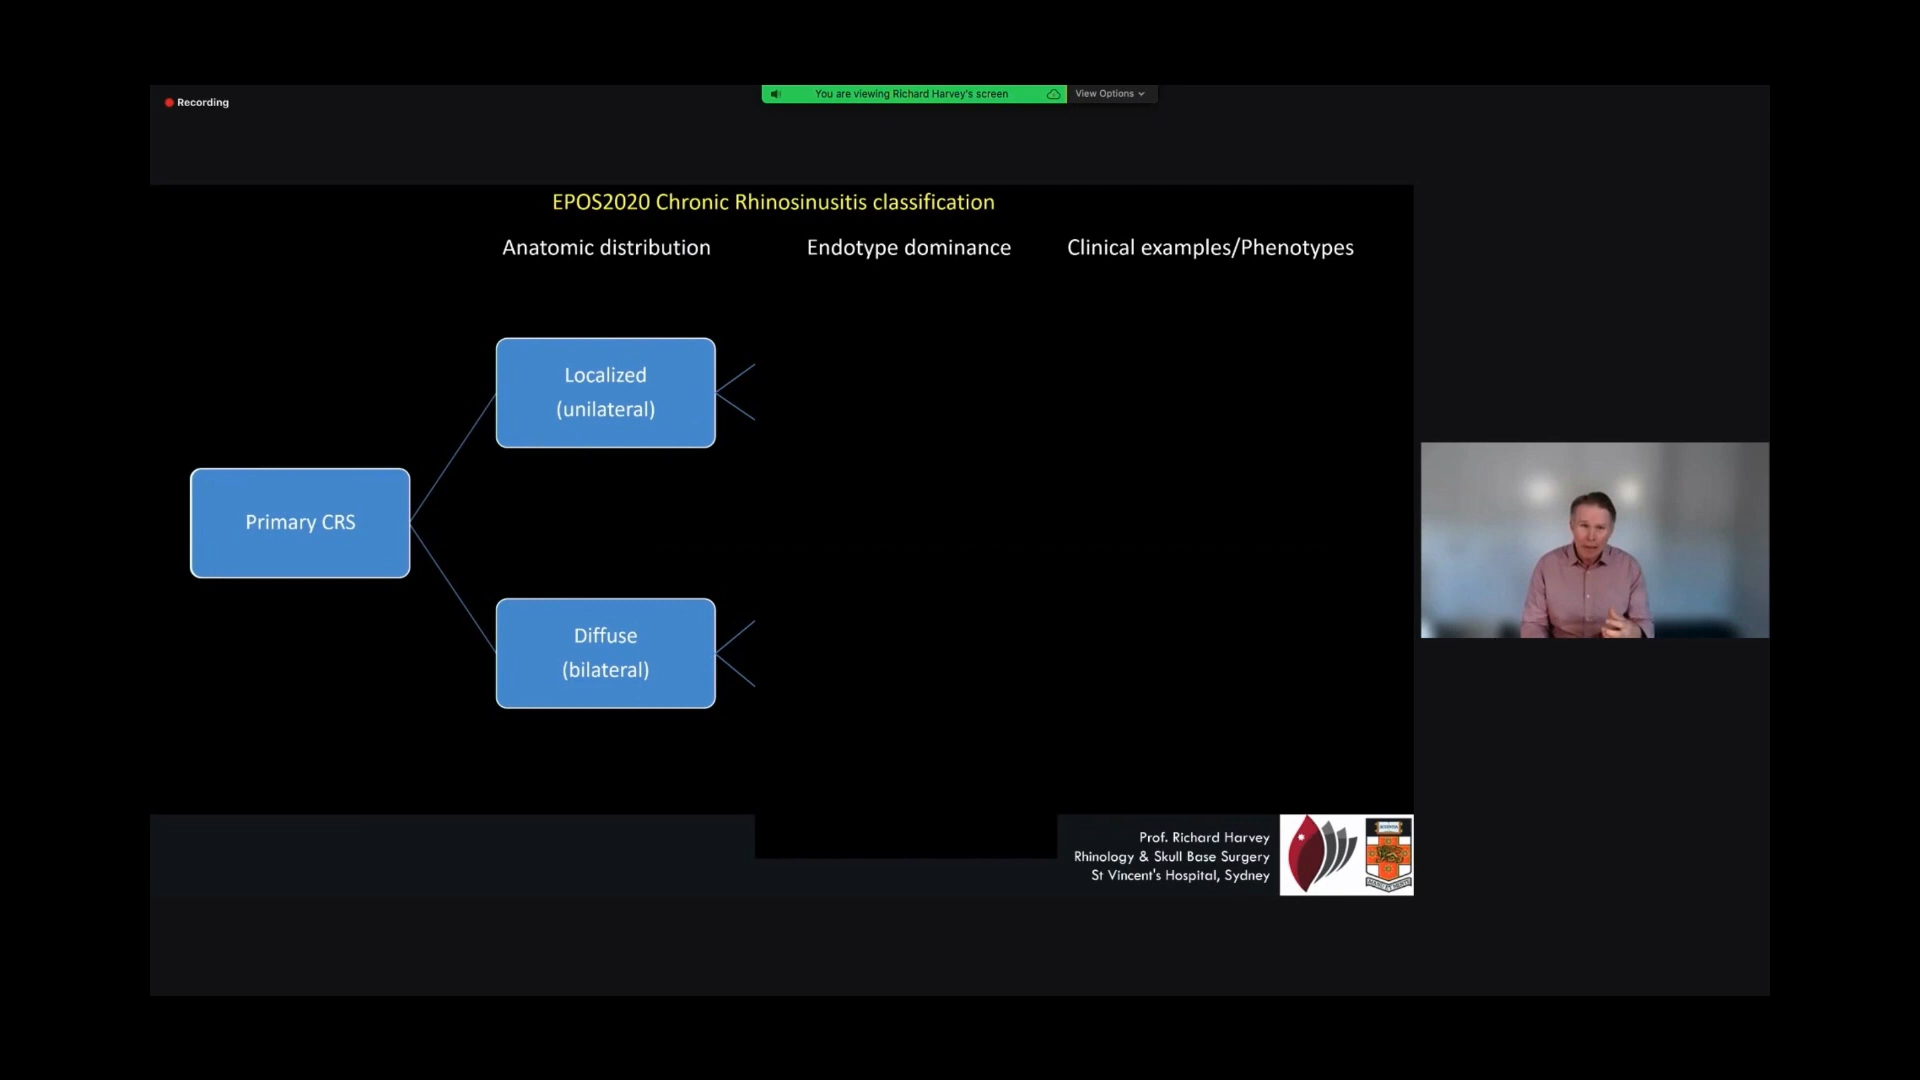 Recording
You are viewing Richard Harvey's screen
View Options
EPOS2020 Chronic Rhinosinusitis classification
Anatomic distribution
Endotype dominance
Clinical examples/Phenotypes
Localized
(unilateral)
Primary CRS
Diffuse
(bilateral)
Prof. Richard Harvey
Rhinology & Skull Base Surgery
St Vincent's Hospital, Sydney